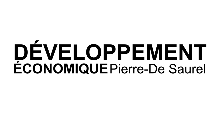 DÉVELOPPEMENT
ÉCONOMIQUE Pierre-De Saurel